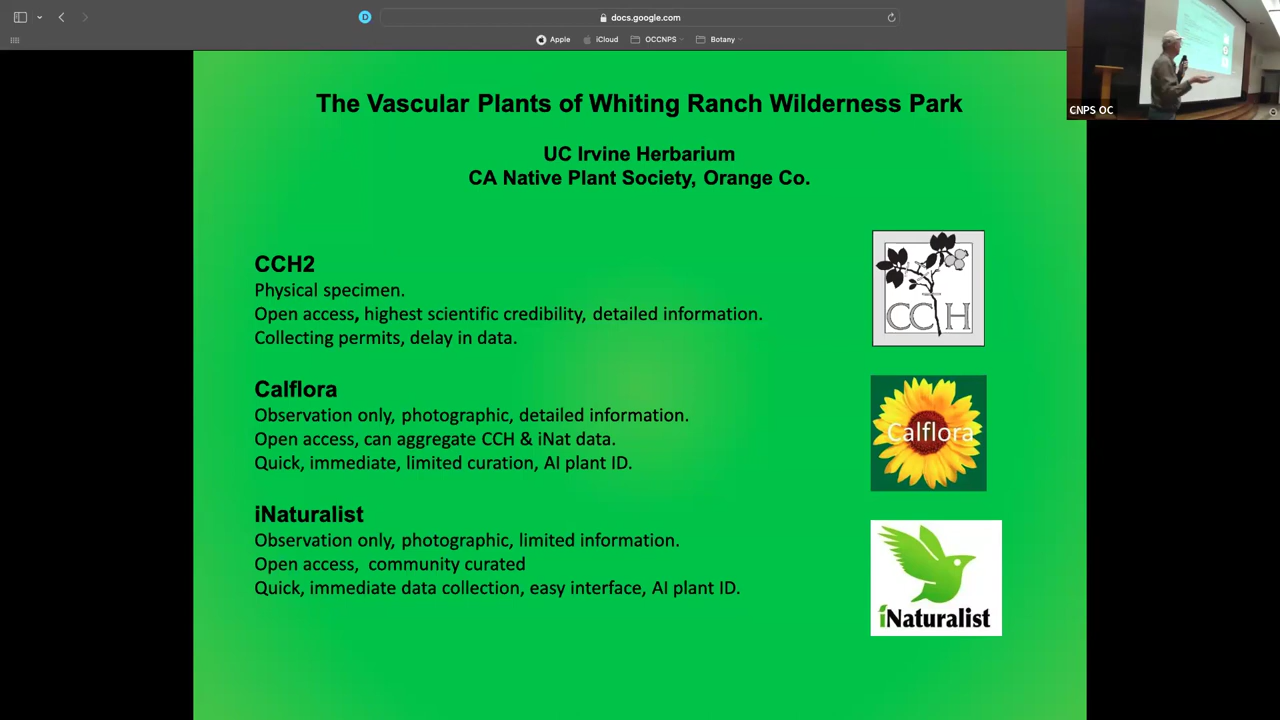 docs.google.com
Apple
iCloud
OCCNPS
Botany
CNPS OC
The Vascular Plants of Whiting Ranch Wilderness Park
UC Irvine Herbarium
CA Native Plant Society, Orange Co.
CCH2
Physical specimen.
Open access, highest scientific credibility, detailed information.
Collecting permits, delay in data.
CCH
Calflora
Observation only, photographic, detailed information.
Open access, can aggregate CCH & iNat data.
Quick, immediate, limited curation, AI plant ID.
Calflora
iNaturalist
Observation only, photographic, limited information.
Open access,  community curated
Quick, immediate data collection, easy interface, AI plant ID.
iNaturalist